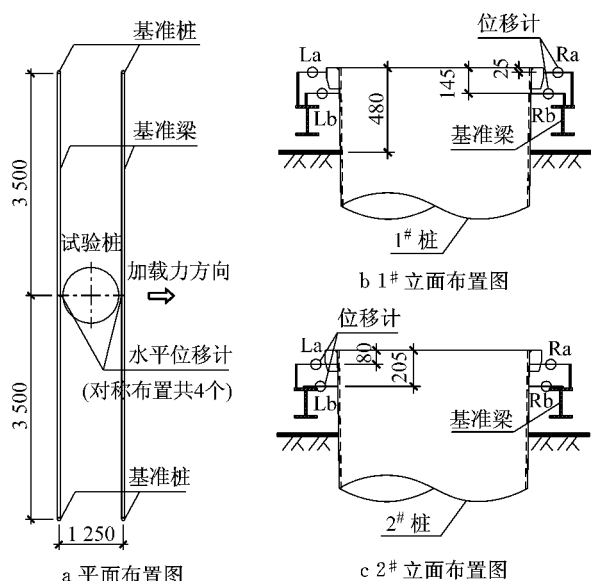 基准桩
3 500
基准梁
试验桩
加载力方向
水平位移计
(对称布置共4个)
3 500
基准桩
1 250
a 平面布置图
位移计
La
Ra
25
145
480
Lb
Rb
基准梁
1# 桩
b 1# 立面布置图
位移计
La
Ra
80
205
Lb
Rb
基准梁
2# 桩
c 2# 立面布置图